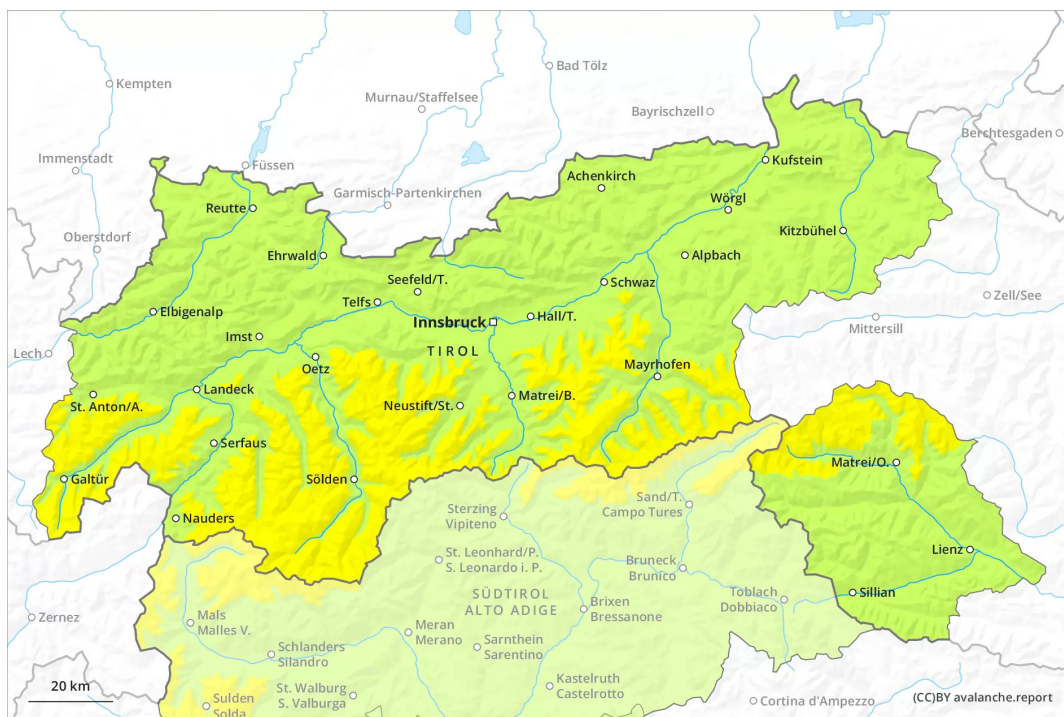 Kempten
Bad Tölz
Murnau/Staffelsee
Bayrischzell
Berchtesgaden
Immenstadt
Füssen
Kufstein
Achenkirch
Garmisch-Partenkirchen
Reutte
Wörgl
Oberstdorf
Kitzbühel
Ehrwald
Alpbach
Seefeld/T.
Schwaz
Zell/See
Telfs
Elbigenalp
Hall/T.
Innsbruck
Mittersill
Imst
TIROL
Lech
Oetz
Mayrhofen
Landeck
St. Anton/A.
Neustift/St.
Matrei/B.
Serfaus
Matrei/O.
Galtür
Sölden
Sand/T.
Campo Tures
Sterzing
Vipiteno
Nauders
Lienz
St. Leonhard/P.
S. Leonardo i. P.
Bruneck
Brunico
Sillian
SÜDTIROL
ALTO ADIGE
Toblach
Dobbiaco
Brixen
Bressanone
Zernez
Mals
Malles V.
Meran
Merano
Sarnthein
Sarentino
Schlanders
Silandro
Kastelruth
Castelrotto
20 km
St. Walburg
S. Valburga
Sulden
Solda
Cortina d'Ampezzo
(CC)BY avalanche.report